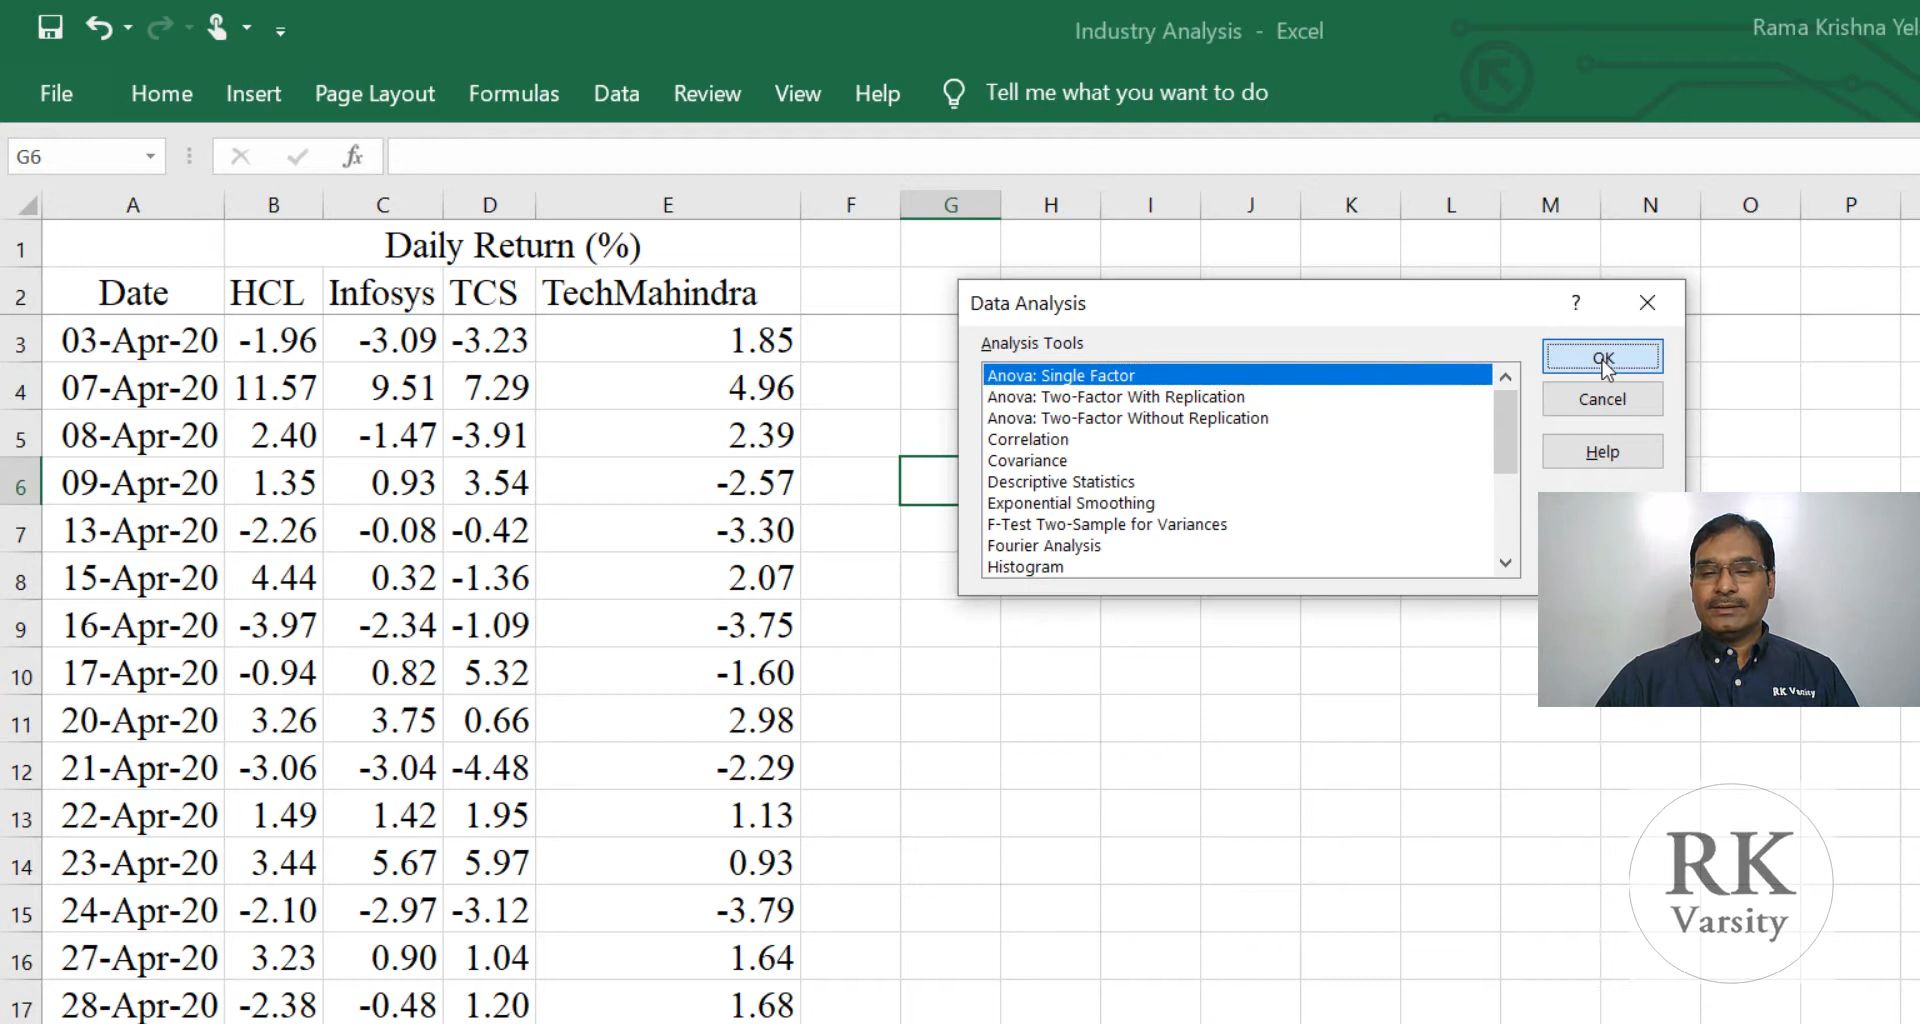 Industry Analysis - Excel
Rama Krishna Yel
File Home Insert Page Layout Formulas Data Review View Help Tell me what you want to do
G6 fx
A B C D E F G H I J K L M N O P
1 Daily Return (%)
2 Date HCL Infosys TCS TechMahindra
3 03-Apr-20 -1.96 -3.09 -3.23 1.85
4 07-Apr-20 11.57 9.51 7.29 4.96
5 08-Apr-20 2.40 -1.47 -3.91 2.39
6 09-Apr-20 1.35 0.93 3.54 -2.57
7 13-Apr-20 -2.26 -0.08 -0.42 -3.30
8 15-Apr-20 4.44 0.32 -1.36 2.07
9 16-Apr-20 -3.97 -2.34 -1.09 -3.75
10 17-Apr-20 -0.94 0.82 5.32 -1.60
11 20-Apr-20 3.26 3.75 0.66 2.98
12 21-Apr-20 -3.06 -3.04 -4.48 -2.29
13 22-Apr-20 1.49 1.42 1.95 1.13
14 23-Apr-20 3.44 5.67 5.97 0.93
15 24-Apr-20 -2.10 -2.97 -3.12 -3.79
16 27-Apr-20 3.23 0.90 1.04 1.64
17 28-Apr-20 -2.38 -0.48 1.20 1.68
Data Analysis ?
Analysis Tools
Anova: Single Factor
Anova: Two-Factor With Replication
Anova: Two-Factor Without Replication
Correlation
Covariance
Descriptive Statistics
Exponential Smoothing
F-Test Two-Sample for Variances
Fourier Analysis
Histogram
OK
Cancel
Help
RK Varsity
RK
Varsity